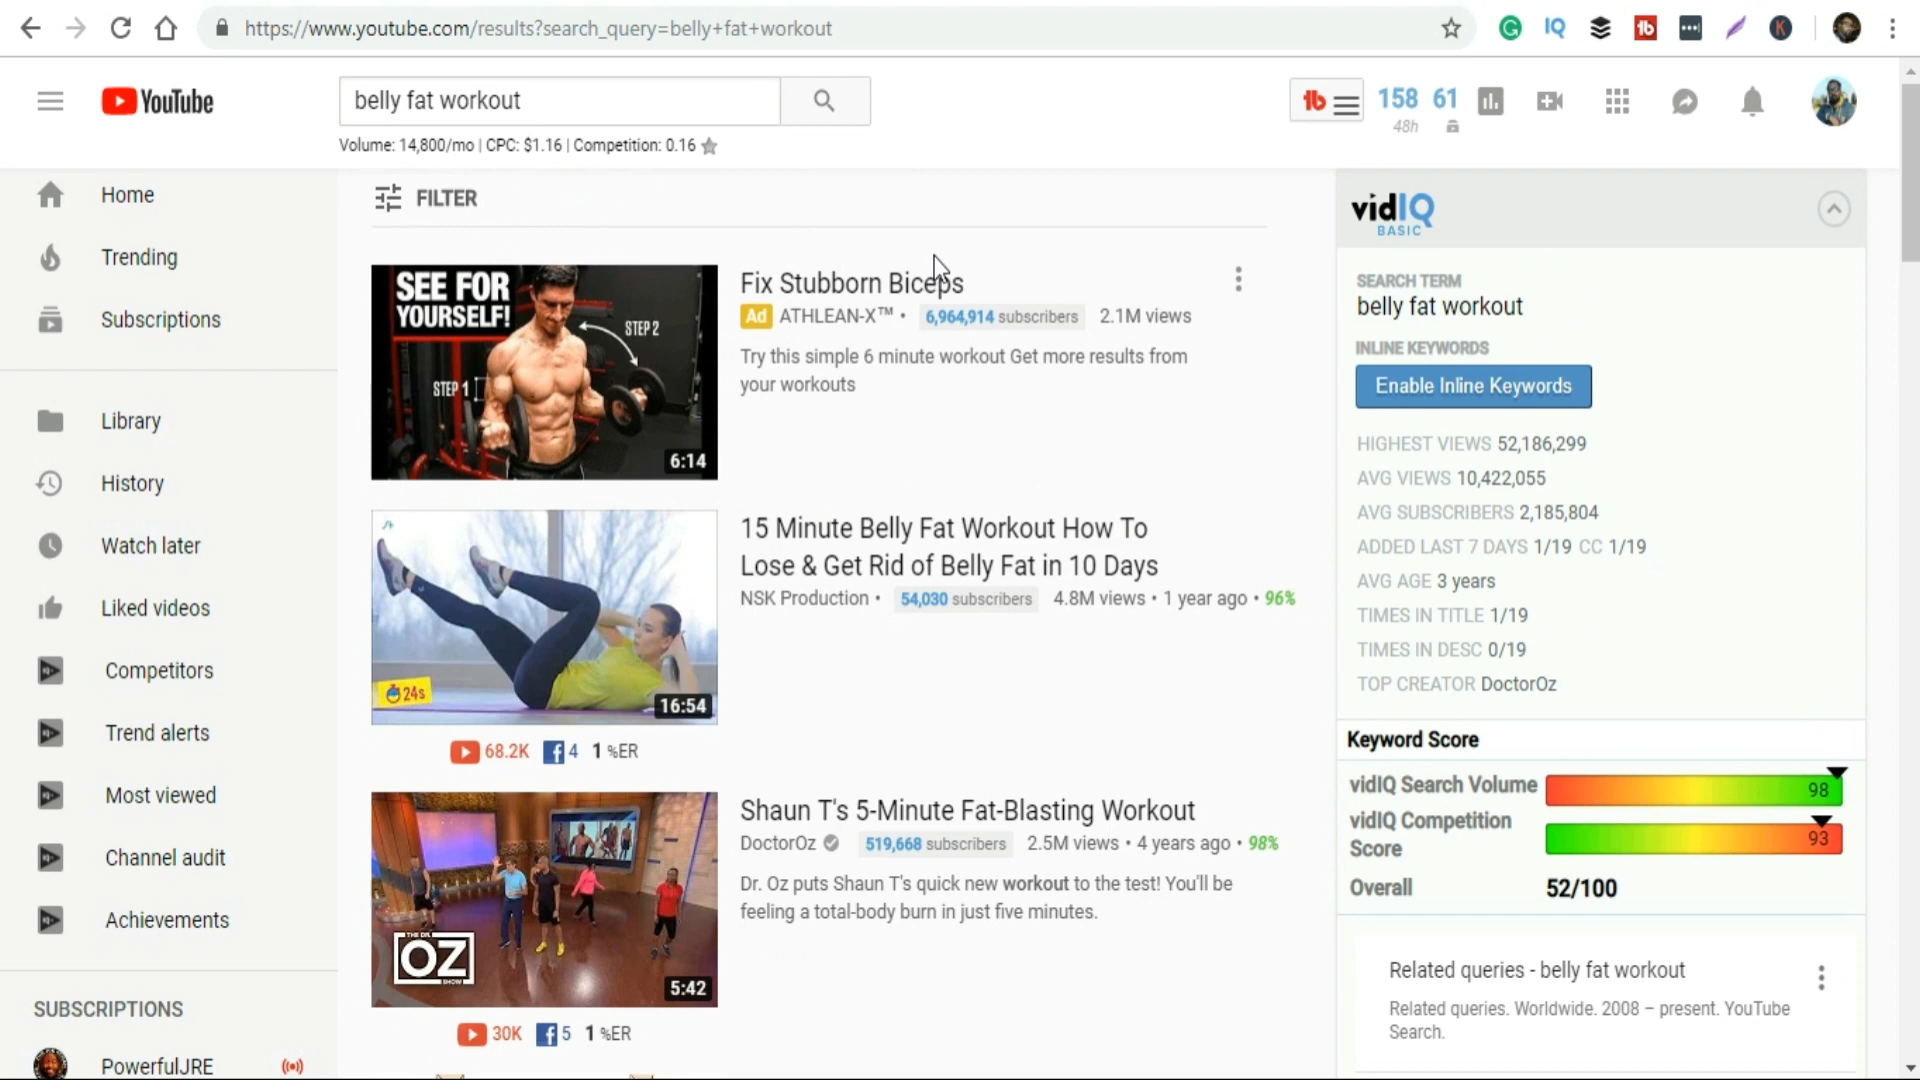 https://www.youtube.com/results?search_query=belly+fat+workout
YouTube
belly fat workout
158 61
48h
Volume: 14,800/mo | CPC: $1.16 | Competition: 0.16
Home
Trending
Subscriptions
Library
History
Watch later
Liked videos
Competitors
Trend alerts
Most viewed
Channel audit
Achievements
SUBSCRIPTIONS
PowerfulJRE
FILTER
SEE FOR
YOURSELF!
STEP 2
STEP 1
6:14
Fix Stubborn Biceps
Ad ATHLEAN-X™ • 6,964,914 subscribers 2.1M views
Try this simple 6 minute workout Get more results from
your workouts
24s
16:54
68.2K 4 1 %ER
15 Minute Belly Fat Workout How To
Lose & Get Rid of Belly Fat in 10 Days
NSK Production • 54,030 subscribers 4.8M views • 1 year ago • 96%
THE DR.
OZ
SHOW
5:42
30K 5 1 %ER
Shaun T's 5-Minute Fat-Blasting Workout
DoctorOz 519,668 subscribers 2.5M views • 4 years ago • 98%
Dr. Oz puts Shaun T's quick new workout to the test! You'll be
feeling a total-body burn in just five minutes.
vidIQ
BASIC
SEARCH TERM
belly fat workout
INLINE KEYWORDS
Enable Inline Keywords
HIGHEST VIEWS 52,186,299
AVG VIEWS 10,422,055
AVG SUBSCRIBERS 2,185,804
ADDED LAST 7 DAYS 1/19 CC 1/19
AVG AGE 3 years
TIMES IN TITLE 1/19
TIMES IN DESC 0/19
TOP CREATOR DoctorOz
Keyword Score
vidIQ Search Volume 98
vidIQ Competition
Score 93
Overall 52/100
Related queries - belly fat workout
Related queries. Worldwide. 2008 – present. YouTube
Search.